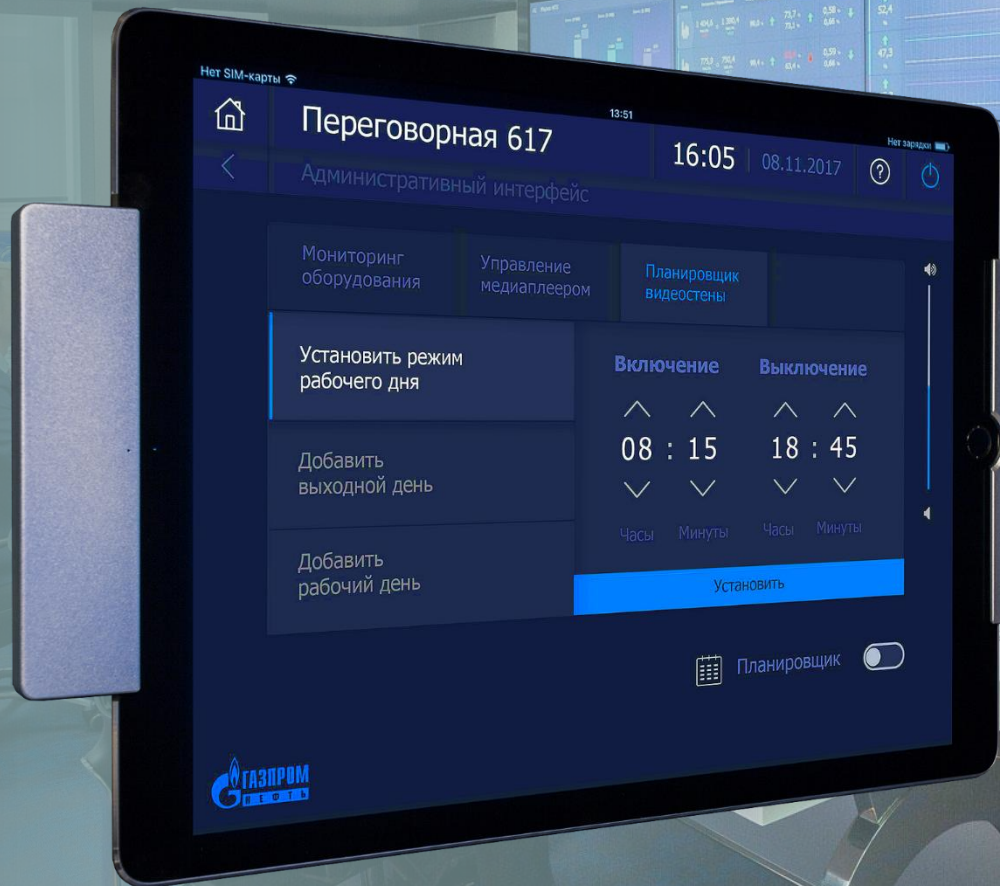 Нет SIM-карты
13:51
Нет зарядки
Переговорная 617
16:05
08.11.2017
?
Административный интерфейс
Мониторинг
оборудования
Управление
медиаплеером
Планировщик
видеостены
Установить режим
рабочего дня
Добавить
выходной день
Добавить
рабочий день
Включение
Выключение
08 : 15
18 : 45
Часы
Минуты
Часы
Минуты
Установить
Планировщик
ГАЗПРОМ
НЕФТЬ